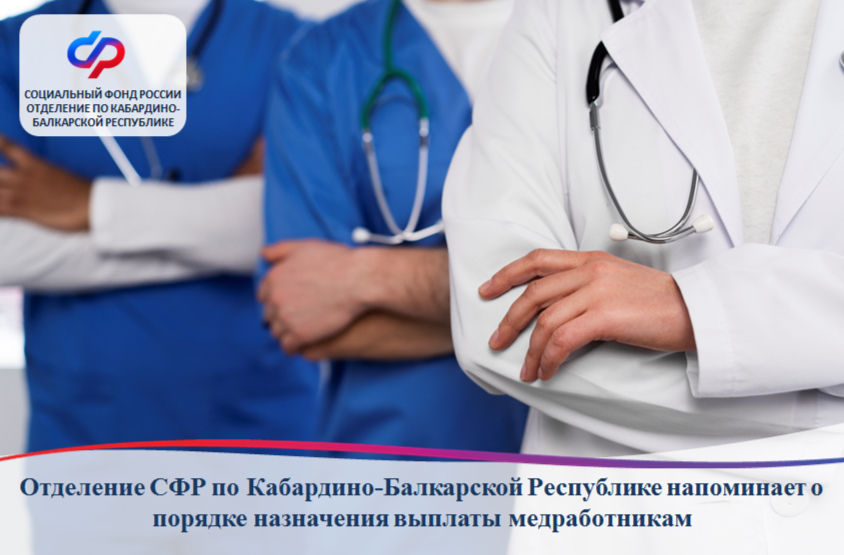 СОЦИАЛЬНЫЙ ФОНД РОССИИ
ОТДЕЛЕНИЕ ПО КАБАРДИНО-
БАЛКАРСКОЙ РЕСПУБЛИКЕ
Отделение СФР по Кабардино-Балкарской Республике напоминает о
порядке назначения выплаты медработникам